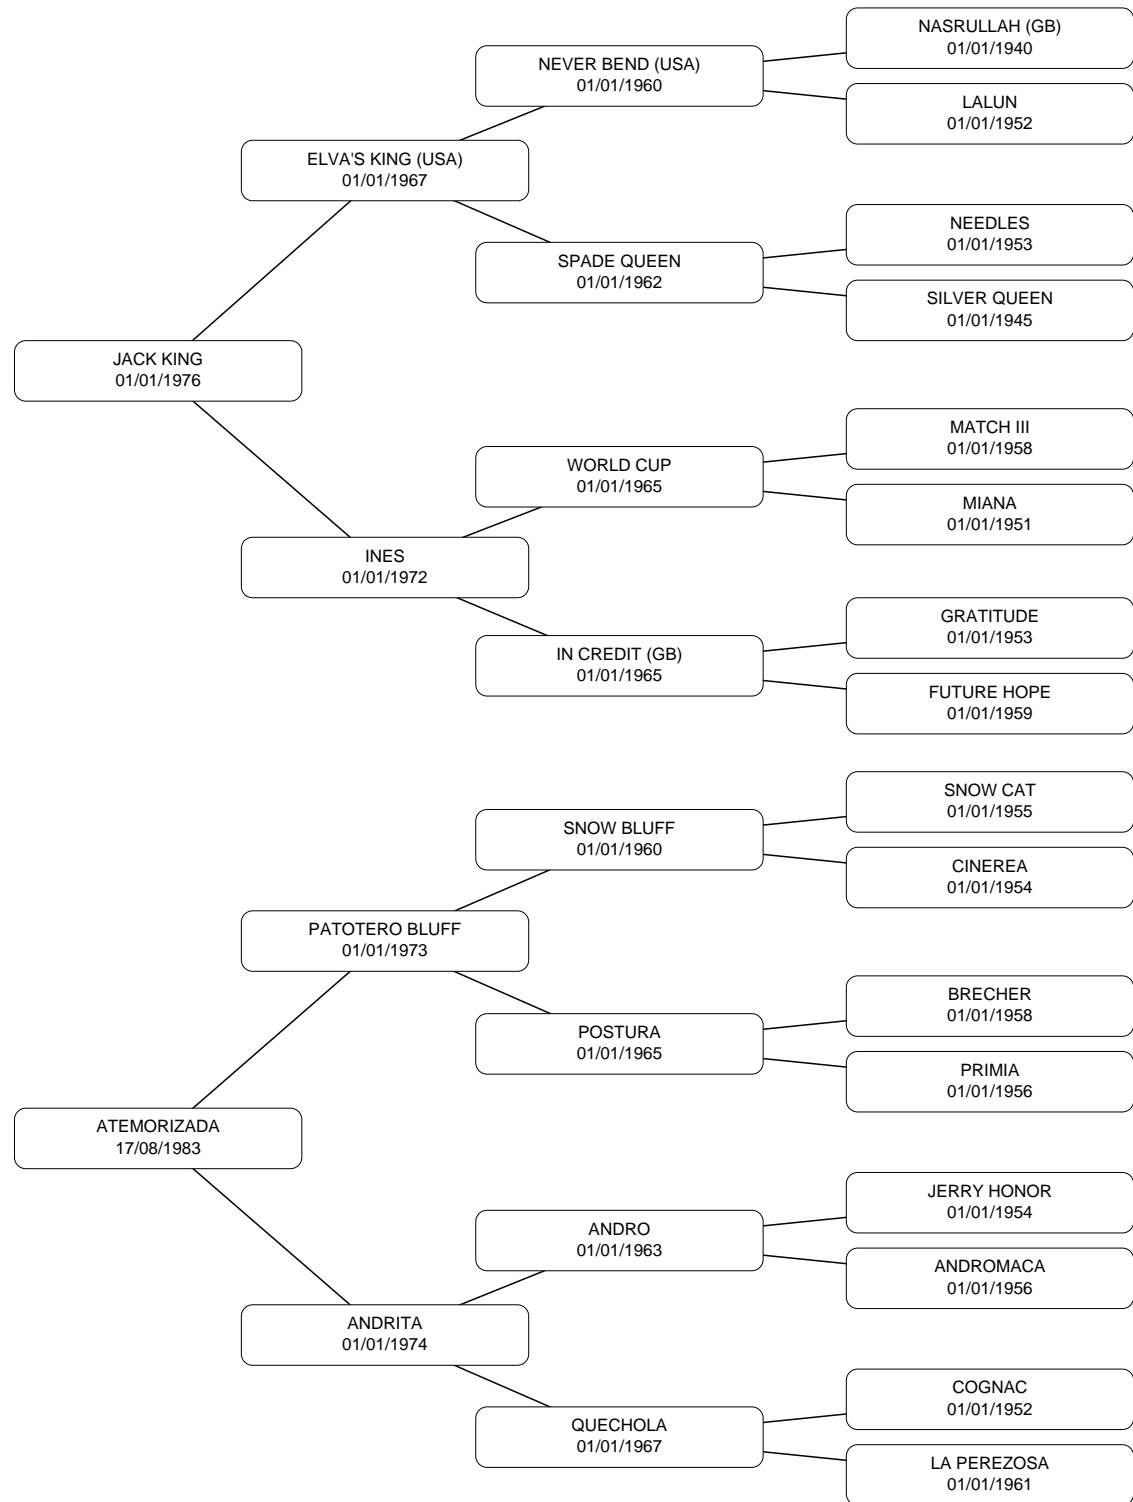 NASRULLAH (GB)
01/01/1940
NEVER BEND (USA)
01/01/1960
LALUN
01/01/1952
ELVA'S KING (USA)
01/01/1967
NEEDLES
01/01/1953
SPADE QUEEN
01/01/1962
SILVER QUEEN
01/01/1945
JACK KING
01/01/1976
MATCH III
01/01/1958
WORLD CUP
01/01/1965
MIANA
01/01/1951
INES
01/01/1972
GRATITUDE
01/01/1953
IN CREDIT (GB)
01/01/1965
FUTURE HOPE
01/01/1959
SNOW CAT
01/01/1955
SNOW BLUFF
01/01/1960
CINEREA
01/01/1954
PATOTERO BLUFF
01/01/1973
BRECHER
01/01/1958
POSTURA
01/01/1965
PRIMIA
01/01/1956
ATEMORIZADA
17/08/1983
JERRY HONOR
01/01/1954
ANDRO
01/01/1963
ANDROMACA
01/01/1956
ANDRITA
01/01/1974
COGNAC
01/01/1952
QUECHOLA
01/01/1967
LA PEREZOSA
01/01/1961